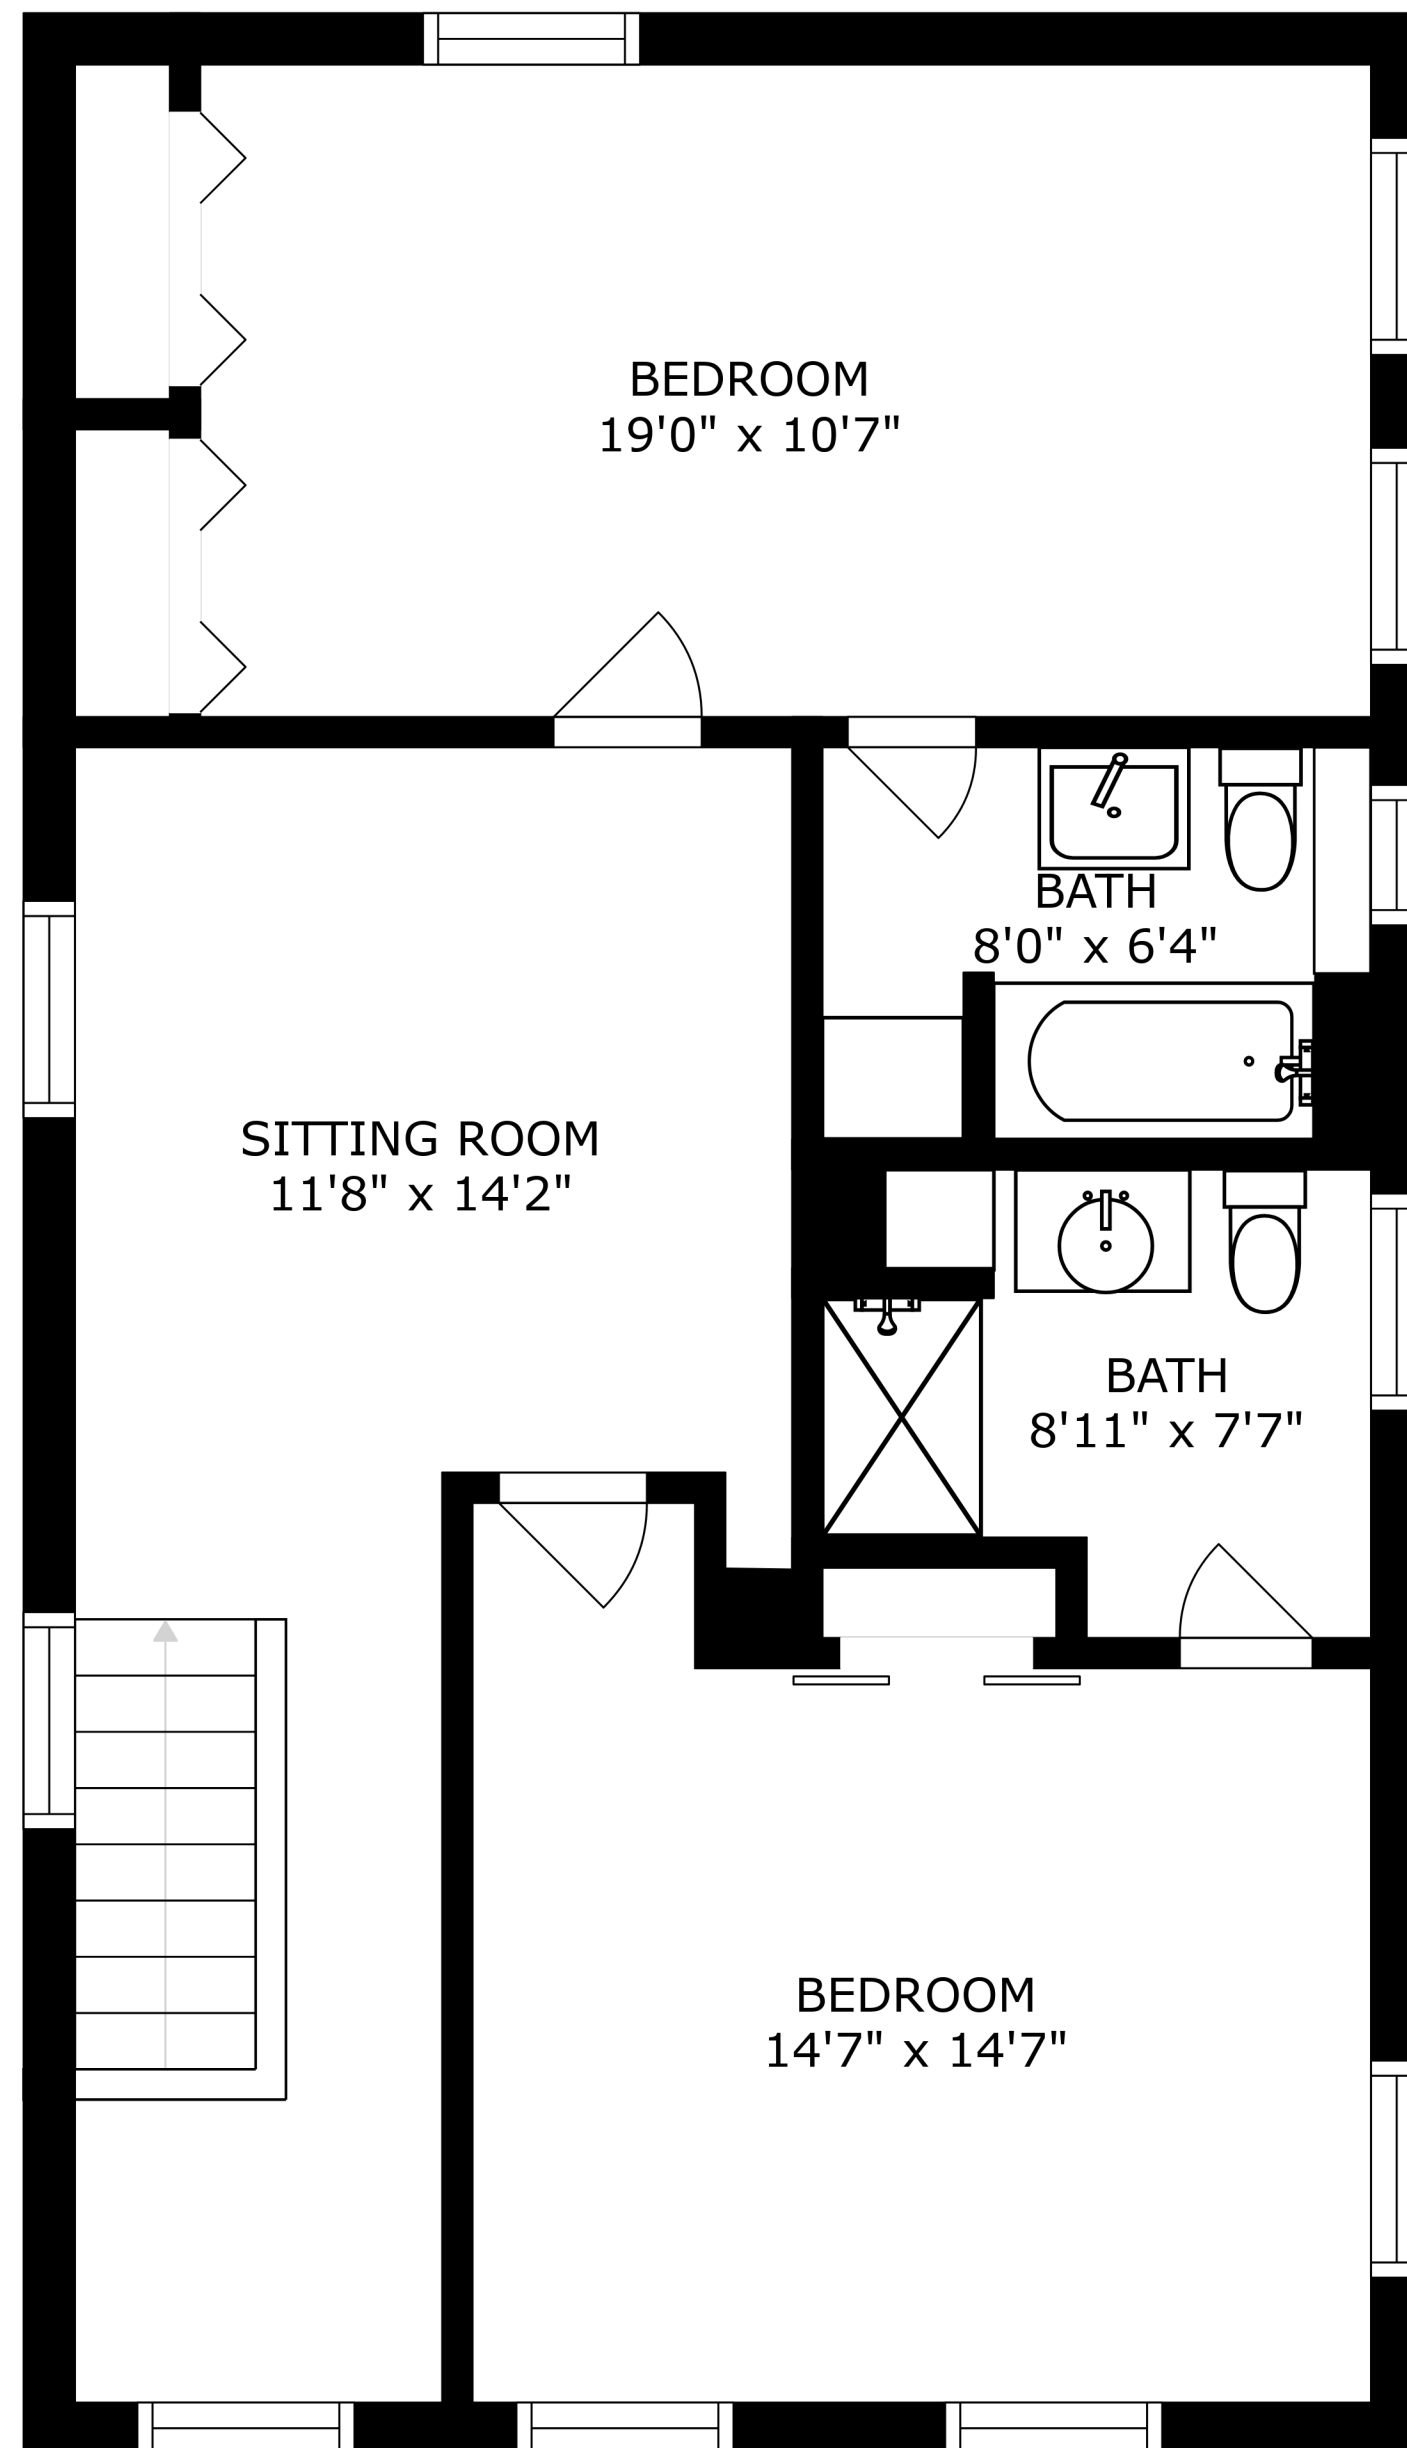 BEDROOM
19'0" x 10'7"
BATH
8'0" x 6'4"
SITTING ROOM
11'8" x 14'2"
BATH
8'11" x 7'7"
BEDROOM
14'7" x 14'7"